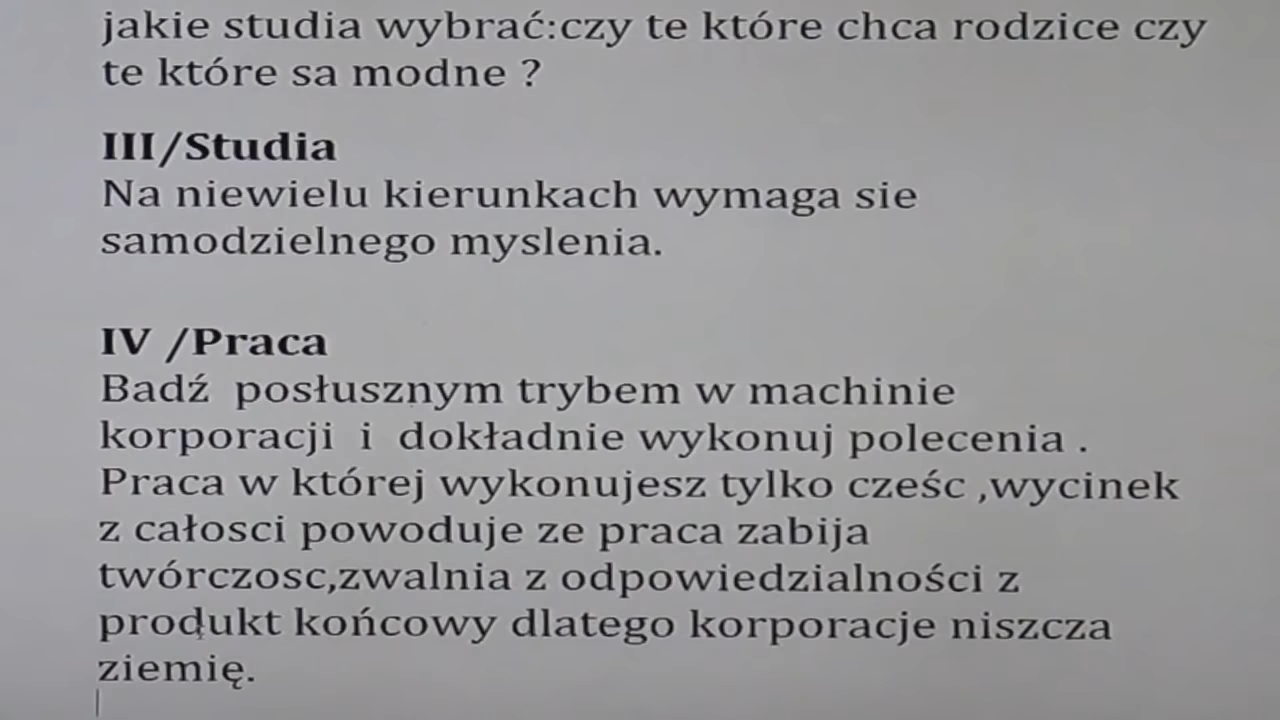 jakie studia wybrać:czy te które chca rodzice czy
te które sa modne ?
III/Studia
Na niewielu kierunkach wymaga sie
samodzielnego myslenia.
IV /Praca
Badź posłusznym trybem w machinie
korporacji i dokładnie wykonuj polecenia .
Praca w której wykonujesz tylko cześc ,wycinek
z całosci powoduje ze praca zabija
twórczosc,zwalnia z odpowiedzialności z
produkt końcowy dlatego korporacje niszcza
ziemię.